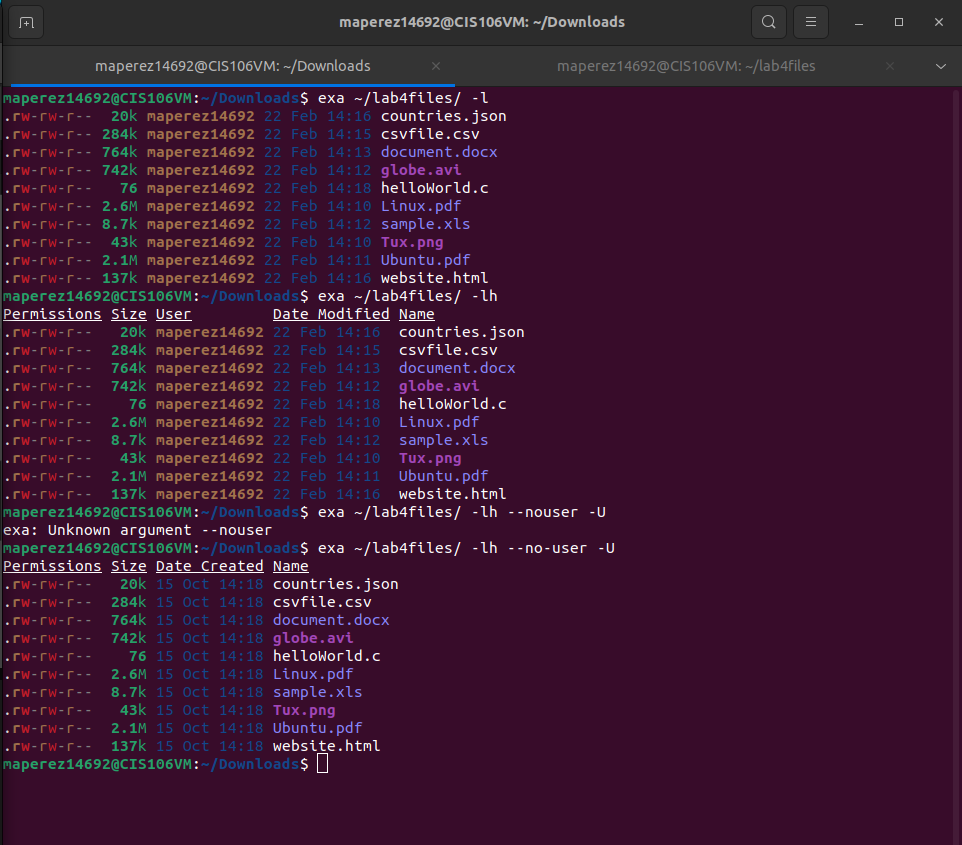 maperez14692@CIS106VM: ~/Downloads
maperez14692@CIS106VM: ~/Downloads × maperez14692@CIS106VM: ~/lab4files ×
maperez14692@CIS106VM:~/Downloads$ exa ~/lab4files/ -l
.rw-rw-r-- 20k maperez14692 22 Feb 14:16 countries.json
.rw-rw-r-- 284k maperez14692 22 Feb 14:15 csvfile.csv
.rw-rw-r-- 764k maperez14692 22 Feb 14:13 document.docx
.rw-rw-r-- 742k maperez14692 22 Feb 14:12 globe.avi
.rw-rw-r-- 76 maperez14692 22 Feb 14:18 helloWorld.c
.rw-rw-r-- 2.6M maperez14692 22 Feb 14:10 Linux.pdf
.rw-rw-r-- 8.7k maperez14692 22 Feb 14:12 sample.xls
.rw-rw-r-- 43k maperez14692 22 Feb 14:10 Tux.png
.rw-rw-r-- 2.1M maperez14692 22 Feb 14:11 Ubuntu.pdf
.rw-rw-r-- 137k maperez14692 22 Feb 14:16 website.html
maperez14692@CIS106VM:~/Downloads$ exa ~/lab4files/ -lh
Permissions Size User Date Modified Name
.rw-rw-r-- 20k maperez14692 22 Feb 14:16 countries.json
.rw-rw-r-- 284k maperez14692 22 Feb 14:15 csvfile.csv
.rw-rw-r-- 764k maperez14692 22 Feb 14:13 document.docx
.rw-rw-r-- 742k maperez14692 22 Feb 14:12 globe.avi
.rw-rw-r-- 76 maperez14692 22 Feb 14:18 helloWorld.c
.rw-rw-r-- 2.6M maperez14692 22 Feb 14:10 Linux.pdf
.rw-rw-r-- 8.7k maperez14692 22 Feb 14:12 sample.xls
.rw-rw-r-- 43k maperez14692 22 Feb 14:10 Tux.png
.rw-rw-r-- 2.1M maperez14692 22 Feb 14:11 Ubuntu.pdf
.rw-rw-r-- 137k maperez14692 22 Feb 14:16 website.html
maperez14692@CIS106VM:~/Downloads$ exa ~/lab4files/ -lh --nouser -U
exa: Unknown argument --nouser
maperez14692@CIS106VM:~/Downloads$ exa ~/lab4files/ -lh --no-user -U
Permissions Size Date Created Name
.rw-rw-r-- 20k 15 Oct 14:18 countries.json
.rw-rw-r-- 284k 15 Oct 14:18 csvfile.csv
.rw-rw-r-- 764k 15 Oct 14:18 document.docx
.rw-rw-r-- 742k 15 Oct 14:18 globe.avi
.rw-rw-r-- 76 15 Oct 14:18 helloWorld.c
.rw-rw-r-- 2.6M 15 Oct 14:18 Linux.pdf
.rw-rw-r-- 8.7k 15 Oct 14:18 sample.xls
.rw-rw-r-- 43k 15 Oct 14:18 Tux.png
.rw-rw-r-- 2.1M 15 Oct 14:18 Ubuntu.pdf
.rw-rw-r-- 137k 15 Oct 14:18 website.html
maperez14692@CIS106VM:~/Downloads$